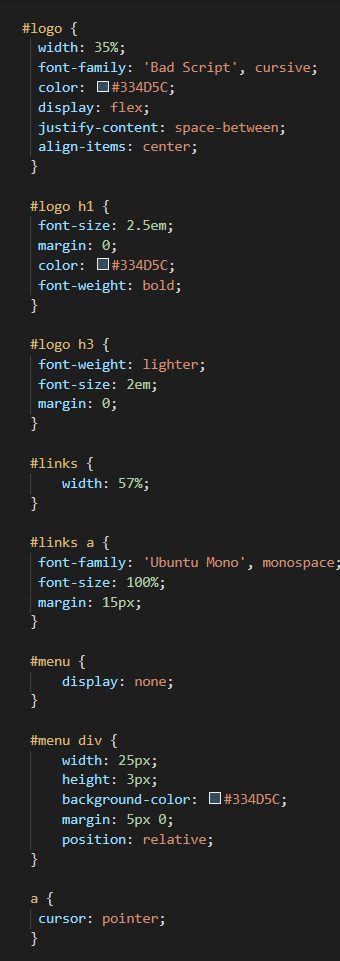 #logo {
width: 35%;
font-family: 'Bad Script', cursive;
color: #334D5C;
display: flex;
justify-content: space-between;
align-items: center;
}
#logo h1 {
font-size: 2.5em;
margin: 0;
color: #334D5C;
font-weight: bold;
}
#logo h3 {
font-weight: lighter;
font-size: 2em;
margin: 0;
}
#links {
width: 57%;
}
#links a {
font-family: 'Ubuntu Mono', monospace;
font-size: 100%;
margin: 15px;
}
#menu {
display: none;
}
#menu div {
width: 25px;
height: 3px;
background-color: #334D5C;
margin: 5px 0;
position: relative;
}
a {
cursor: pointer;
}